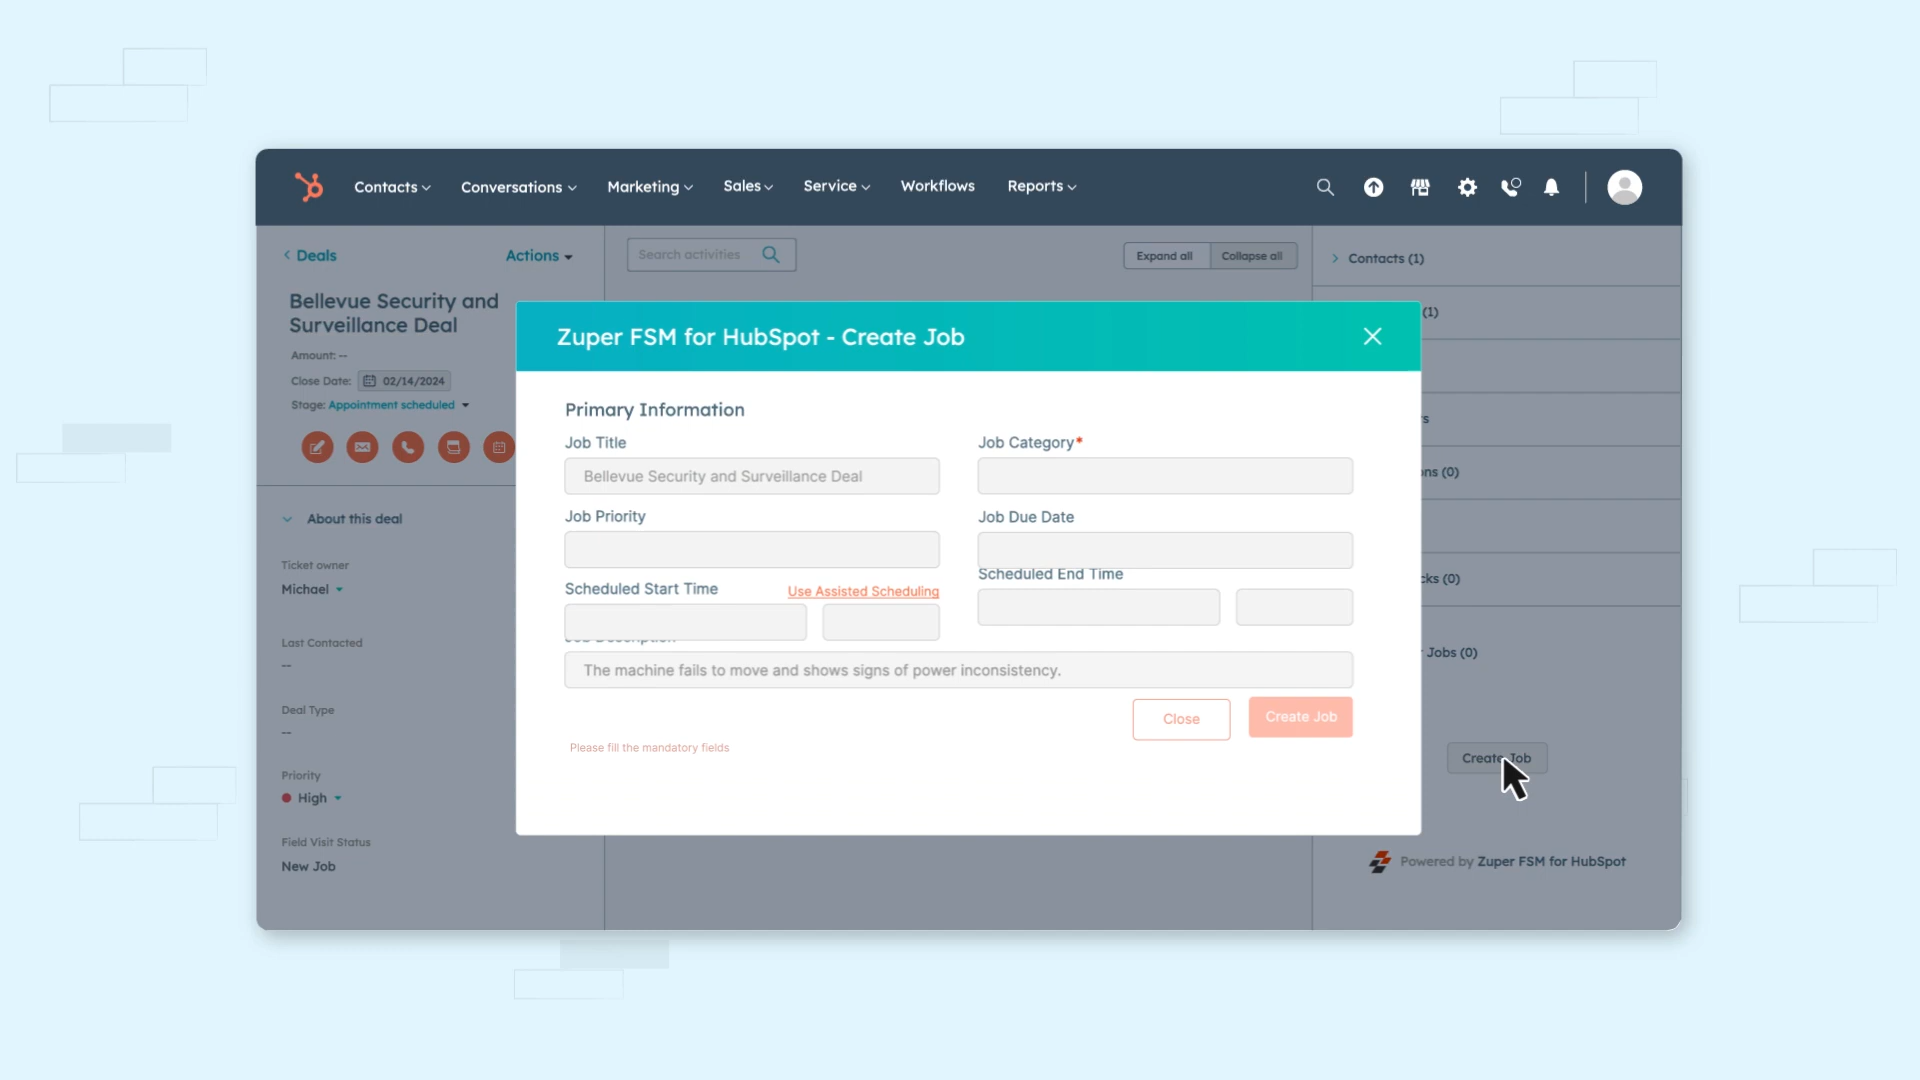 Contacts
Conversations
Marketing
Sales
Service
Workflows
Reports
Deals
Actions
Search activities
Expand all
Collapse all
Contacts (1)
Bellevue Security and
Surveillance Deal
Amount: --
Close Date: 02/14/2024
Stage: Appointment scheduled
About this deal
Ticket owner
Michael
Last Contacted
--
Deal Type
--
Priority
High
Field Visit Status
New Job
Zuper FSM for HubSpot - Create Job
Primary Information
Job Title
Bellevue Security and Surveillance Deal
Job Category*
Job Priority
Job Due Date
Scheduled Start Time
Use Assisted Scheduling
Scheduled End Time
Job Description
The machine fails to move and shows signs of power inconsistency.
Close
Create Job
Please fill the mandatory fields
(1)
(0)
(0)
Jobs (0)
Create Job
Powered by Zuper FSM for HubSpot